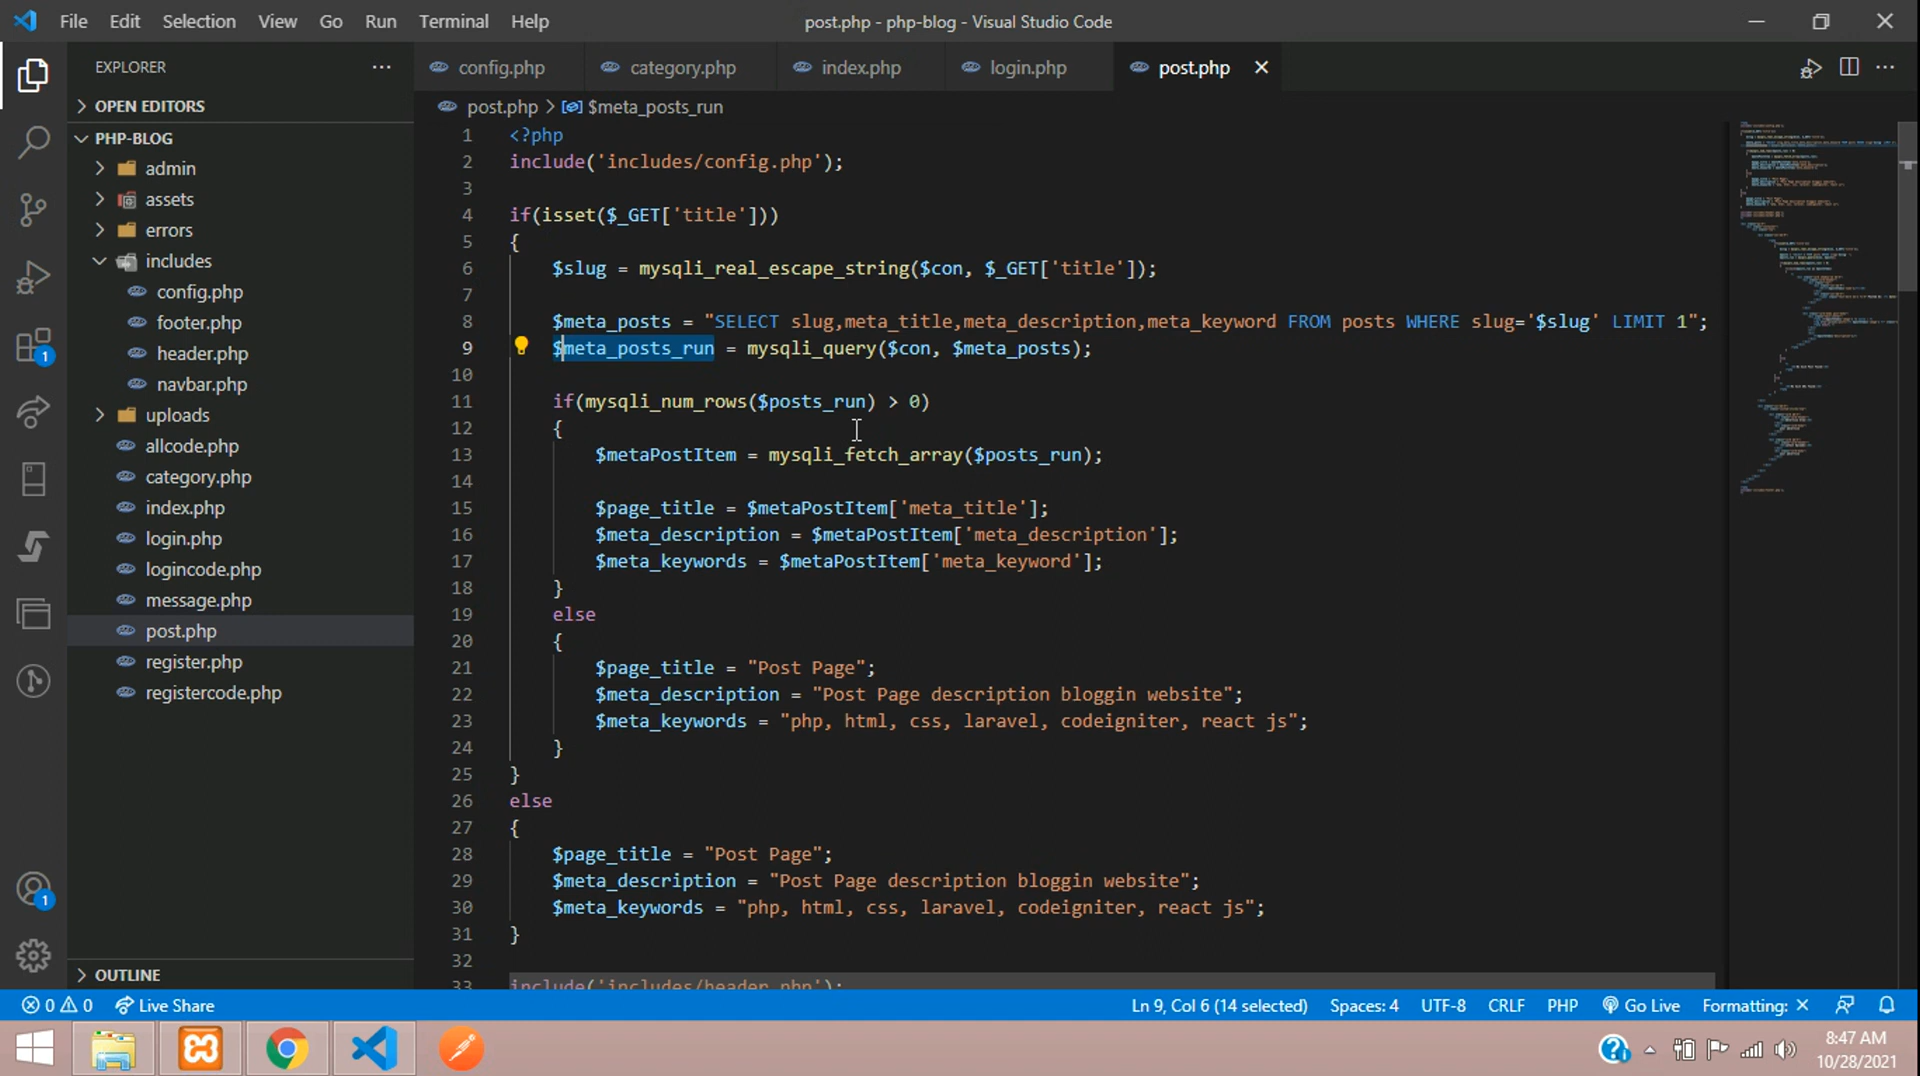 File Edit Selection View Go Run Terminal Help post.php - php-blog - Visual Studio Code
EXPLORER
config.php category.php index.php login.php post.php
OPEN EDITORS
post.php > $meta_posts_run
PHP-BLOG
admin
assets
errors
includes
config.php
footer.php
header.php
navbar.php
uploads
allcode.php
category.php
index.php
login.php
logincode.php
message.php
post.php
register.php
registercode.php
OUTLINE
1 <?php
2 include('includes/config.php');
3
4 if(isset($_GET['title']))
5 {
6 $slug = mysqli_real_escape_string($con, $_GET['title']);
7
8 $meta_posts = "SELECT slug,meta_title,meta_description,meta_keyword FROM posts WHERE slug='$slug' LIMIT 1";
9 $meta_posts_run = mysqli_query($con, $meta_posts);
10
11 if(mysqli_num_rows($posts_run) > 0)
12 {
13 $metaPostItem = mysqli_fetch_array($posts_run);
14
15 $page_title = $metaPostItem['meta_title'];
16 $meta_description = $metaPostItem['meta_description'];
17 $meta_keywords = $metaPostItem['meta_keyword'];
18 }
19 else
20 {
21 $page_title = "Post Page";
22 $meta_description = "Post Page description bloggin website";
23 $meta_keywords = "php, html, css, laravel, codeigniter, react js";
24 }
25 }
26 else
27 {
28 $page_title = "Post Page";
29 $meta_description = "Post Page description bloggin website";
30 $meta_keywords = "php, html, css, laravel, codeigniter, react js";
31 }
32
33 include('includes/header.php');
1
1
0 0 Live Share Ln 9, Col 6 (14 selected) Spaces: 4 UTF-8 CRLF PHP Go Live Formatting: ×
8:47 AM
10/28/2021